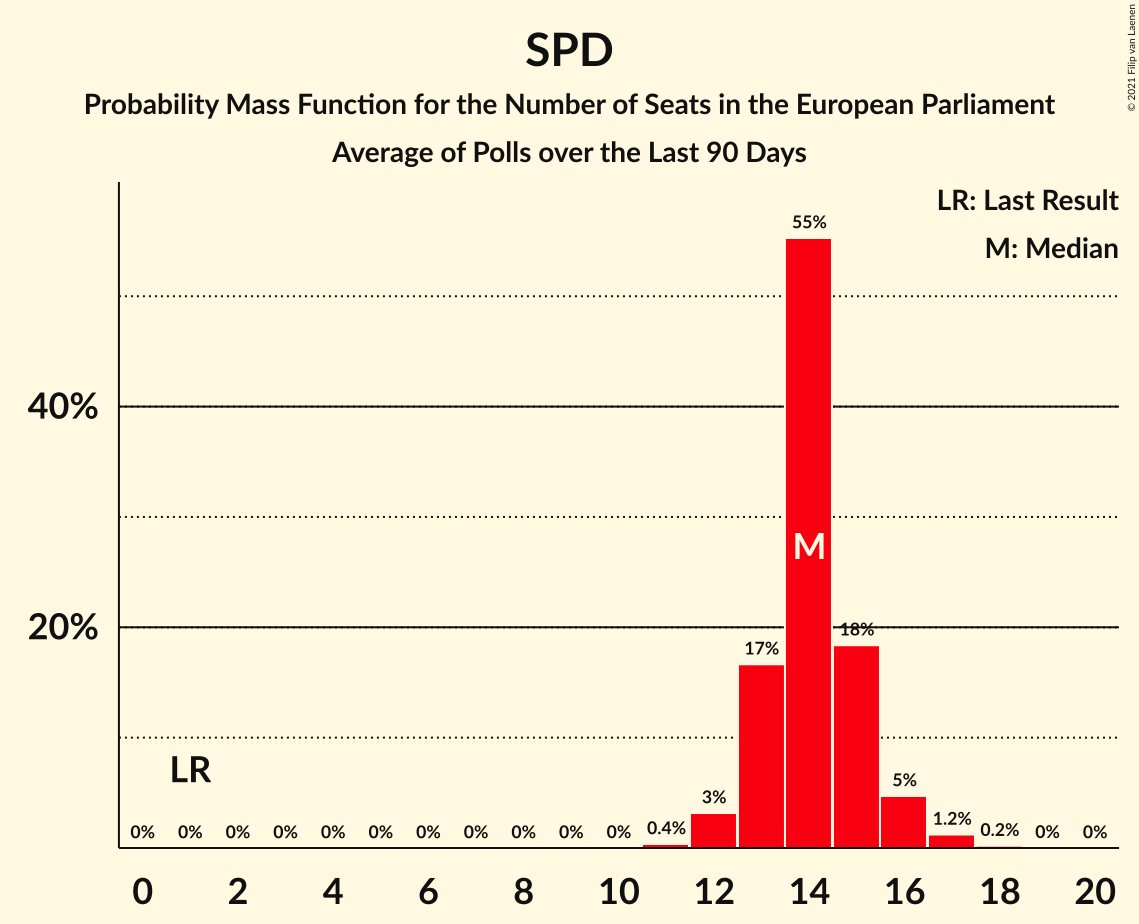 SPD
Probability Mass Function for the Number of Seats in the European Parliament
Average of Polls over the Last 90 Days
© 2021 Filip van Laenen
LR: Last Result
M: Median
55%
40%
M
20%
18%
17%
LR
5%
3%
1.2%
0% 0% 0% 0% 0% 0% 0% 0% 0% 0% 0% 0.4% 0.2% 0% 0%
0 2 4 6 8 10 12 14 16 18 20